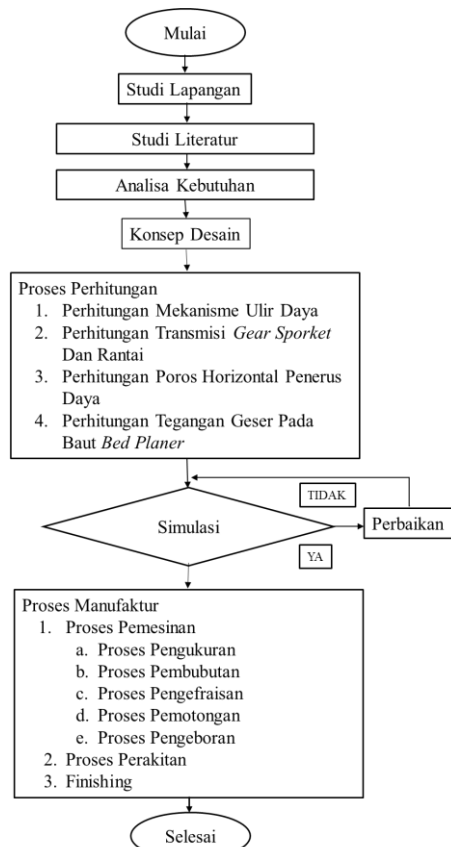 Mulai
Studi Lapangan
Studi Literatur
Analisa Kebutuhan
Konsep Desain
Proses Perhitungan
1. Perhitungan Mekanisme Ulir Daya
2. Perhitungan Transmisi Gear Sporket
Dan Rantai
3. Perhitungan Poros Horizontal Penerus
Daya
4. Perhitungan Tegangan Geser Pada
Baut Bed Planer
TIDAK
Simulasi
Perbaikan
YA
Proses Manufaktur
1. Proses Pemesinan
a. Proses Pengukuran
b. Proses Pembubutan
c. Proses Pengefraisan
d. Proses Pemotongan
e. Proses Pengeboran
2. Proses Perakitan
3. Finishing
Selesai